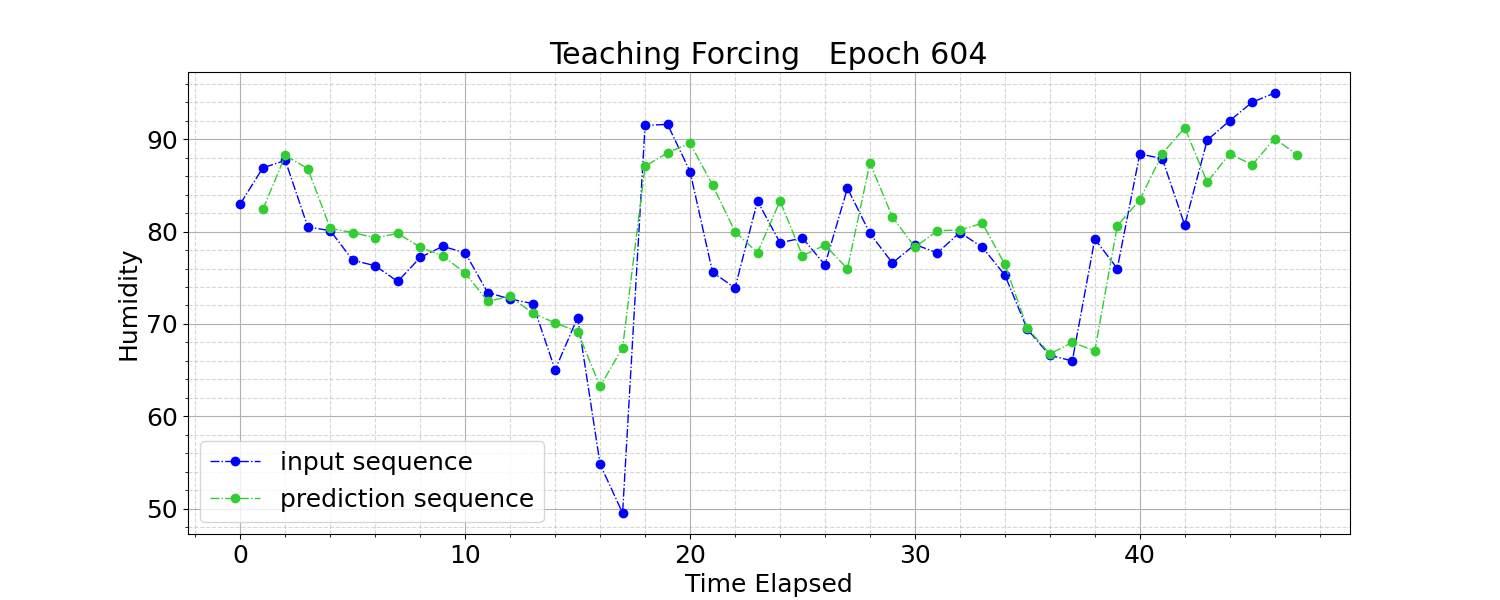 Teaching Forcing   Epoch 604
Humidity
90
80
70
60
50
input sequence
prediction sequence
0 10 20 30 40
Time Elapsed